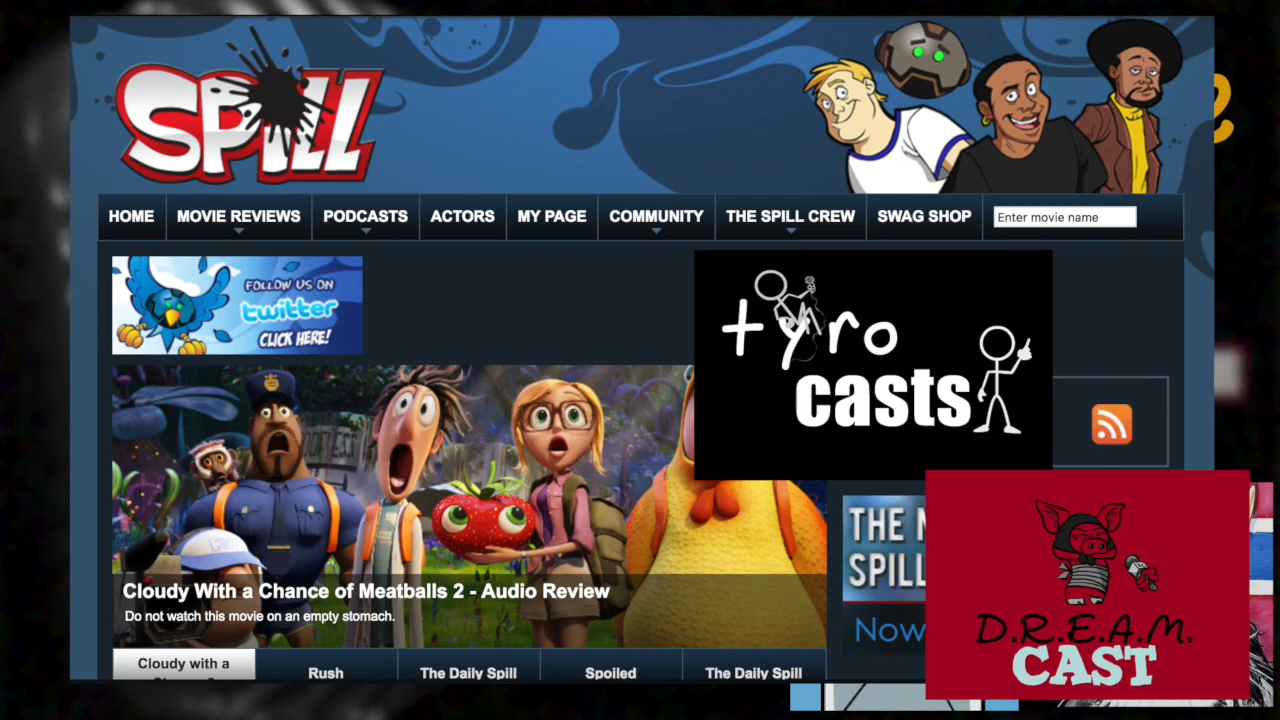 SPILL
HOME MOVIE REVIEWS PODCASTS ACTORS MY PAGE COMMUNITY THE SPILL CREW SWAG SHOP Enter movie name
FOLLOW US ON
twitter
CLICK HERE!
tyro
casts
Cloudy With a Chance of Meatballs 2 - Audio Review
Do not watch this movie on an empty stomach.
THE
SPILL
Now
D.R.E.A.M.
CAST
Cloudy with a
Rush
The Daily Spill
Spoiled
The Daily Spill